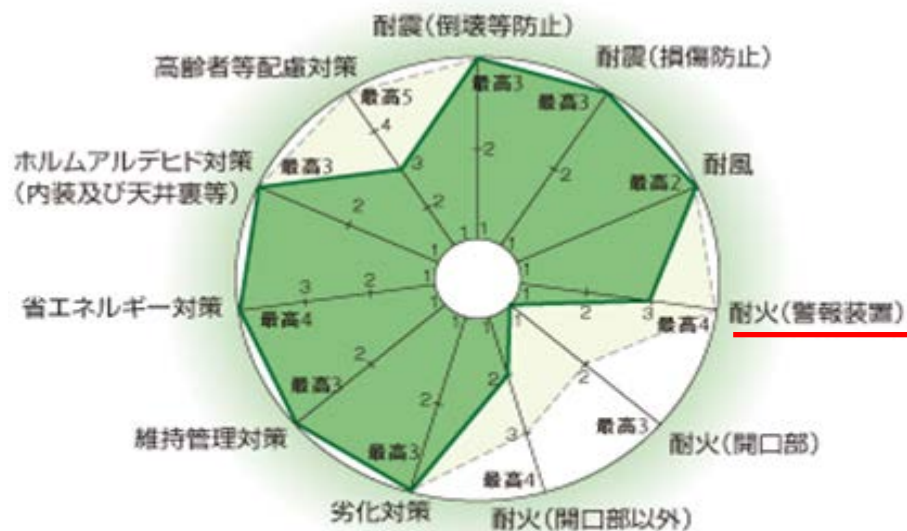 耐震(倒壊等防止)
耐震(損傷防止)
高齢者等配慮対策
最高5
最高3
最高3
4
ホルムアルデヒド対策
(内装及び天井裏等)
最高3
3
2
2
最高2
耐風
2
2
1
1
1
1
1
1
1
1
1
1
1
省エネルギー対策
3
2
最高4
2
3
最高4
耐火(警報装置)
2
最高3
2
2
2
最高3
維持管理対策
最高3
3
最高4
耐火(開口部)
劣化対策
耐火(開口部以外)